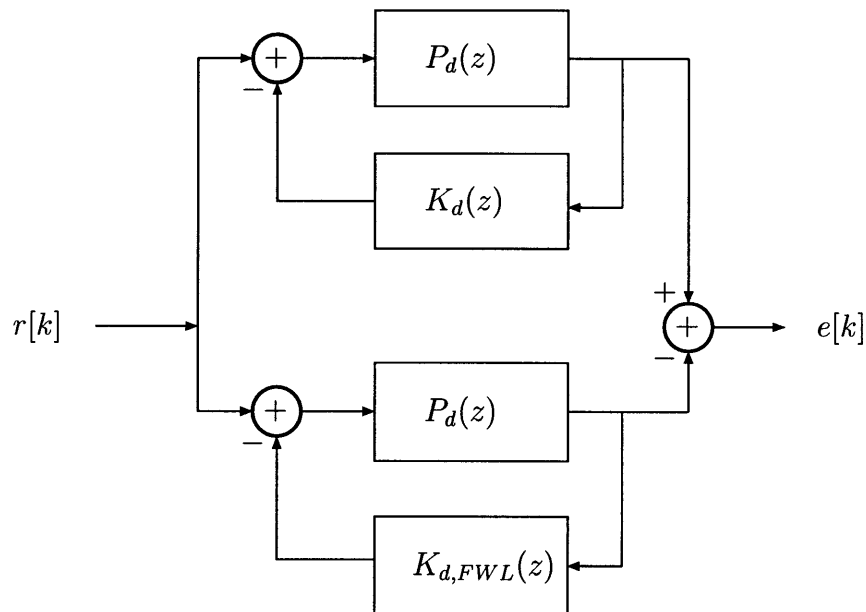 +
P_d(z)
−
K_d(z)
r[k]
+
+
−
e[k]
+
P_d(z)
−
K_{d,FWL}(z)